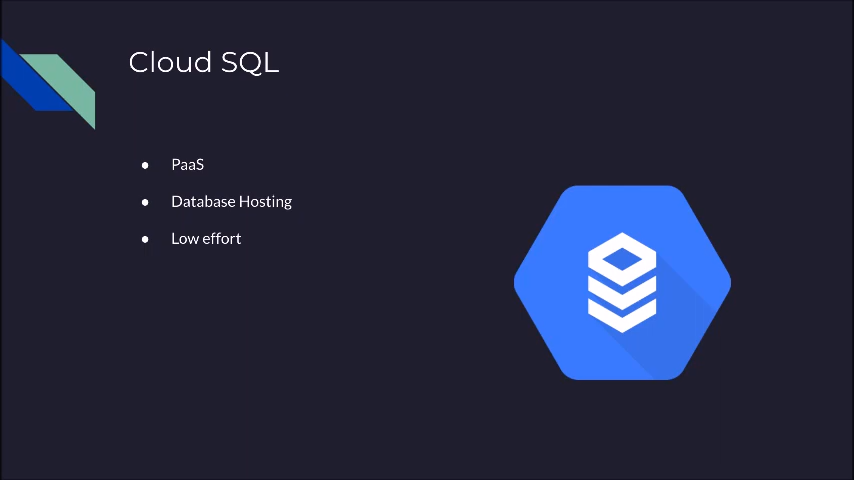 Cloud SQL
● PaaS
● Database Hosting
● Low effort